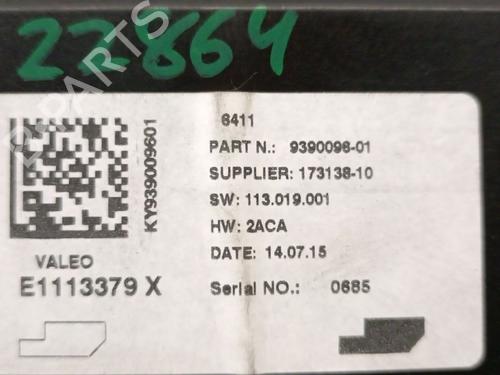 22864
B-PARTS
6411
PART N.: 9390096-01
SUPPLIER: 173138-10
SW: 113.019.001
HW: 2ACA
DATE: 14.07.15
Serial NO.: 0685
KY939009601
VALEO
E1113379 X